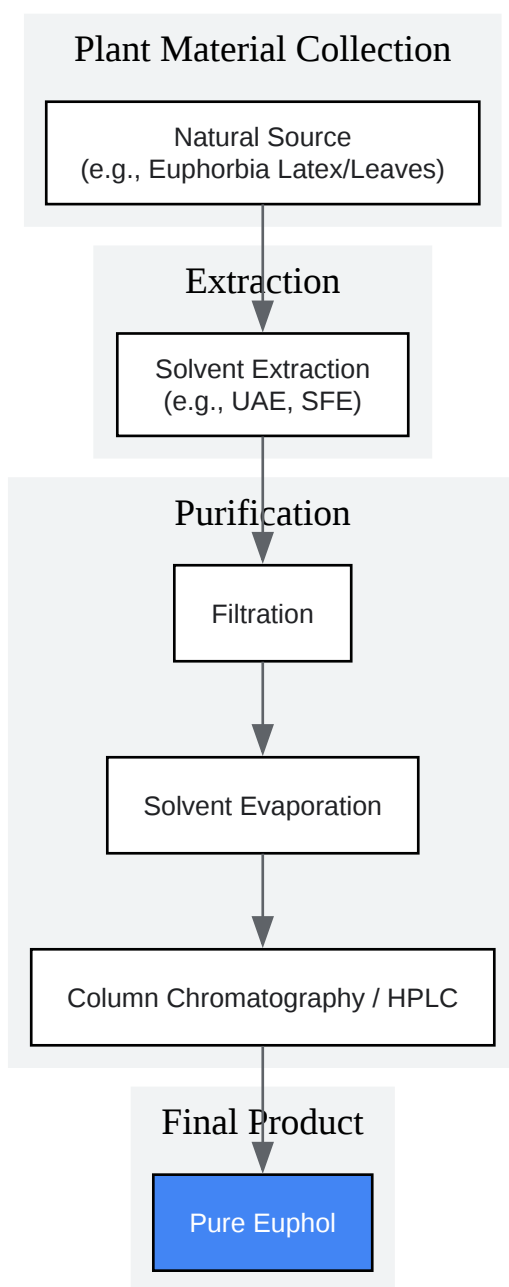 Plant Material Collection
Natural Source
(e.g., Euphorbia Latex/Leaves)
Extraction
Solvent Extraction
(e.g., UAE, SFE)
Purification
Filtration
Solvent Evaporation
Column Chromatography / HPLC
Final Product
Pure Euphol